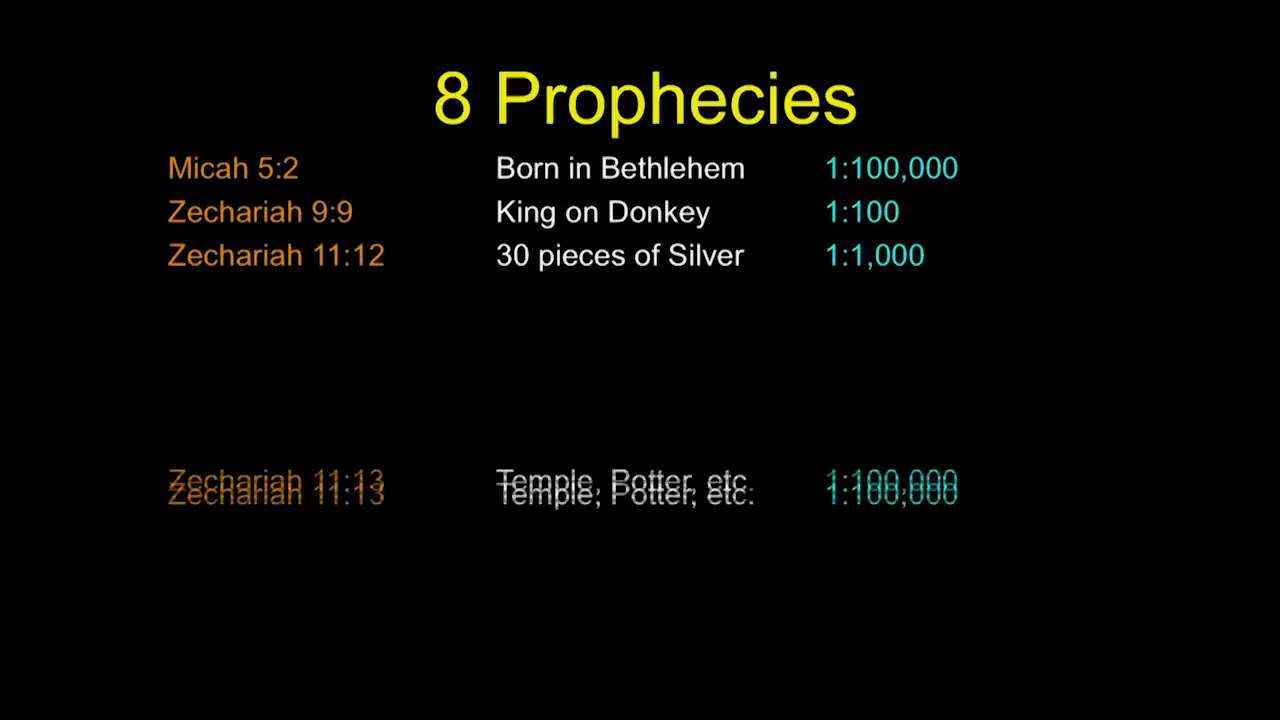 8 Prophecies
Micah 5:2 Born in Bethlehem 1:100,000
Zechariah 9:9 King on Donkey 1:100
Zechariah 11:12 30 pieces of Silver 1:1,000
Zechariah 11:13 Temple, Potter, etc. 1:100,000